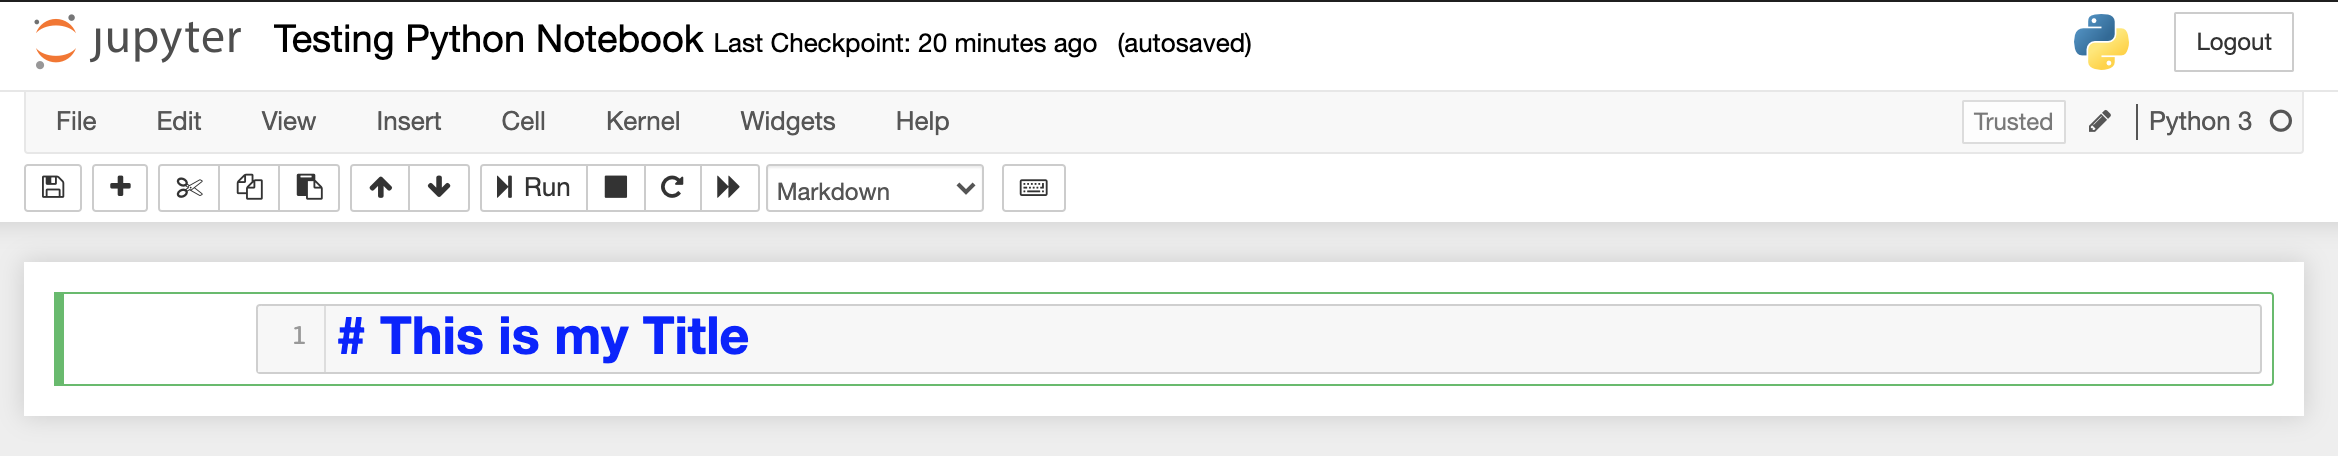 jupyter Testing Python Notebook Last Checkpoint: 20 minutes ago (autosaved) Logout
File Edit View Insert Cell Kernel Widgets Help Trusted Python 3
Run Markdown
1 # This is my Title